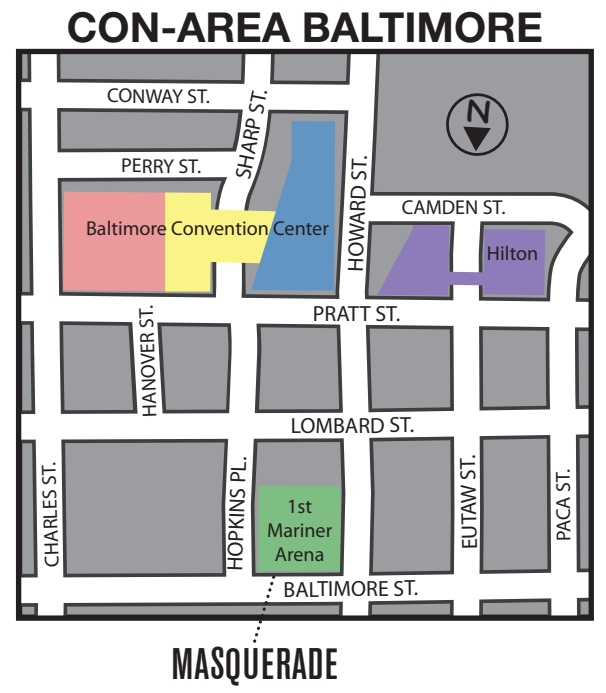 CON-AREA BALTIMORE
CONWAY ST.
SHARP ST.
N
PERRY ST.
HOWARD ST.
CAMDEN ST.
Baltimore Convention Center
Hilton
PRATT ST.
HANOVER ST.
LOMBARD ST.
CHARLES ST.
HOPKINS PL.
1st
Mariner
Arena
EUTAW ST.
PACA ST.
BALTIMORE ST.
MASQUERADE